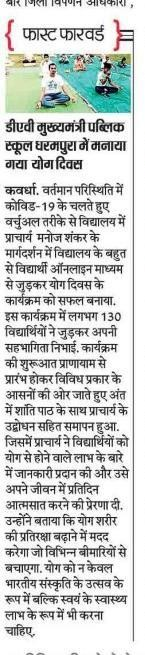 बार जिला विपणन अधिकारी,
फास्ट फारवर्ड
डीएवी मुख्यमंत्री पब्लिक
स्कूल धरमपुरा में मनाया
गया योग दिवस
कवर्धा. वर्तमान परिस्थिति में
कोविड-19 के चलते हुए
वर्चुअल तरीके से विद्यालय में
प्राचार्य मनोज शंकर के
मार्गदर्शन में विद्यालय के बहुत
से विद्यार्थी ऑनलाइन माध्यम
से जुड़कर योग दिवस के
कार्यक्रम को सफल बनाया.
इस कार्यक्रम में लगभग 130
विद्यार्थियों ने जुड़कर अपनी
सहभागिता निभाई. कार्यक्रम
की शुरूआत प्राणायाम से
प्रारंभ होकर विविध प्रकार के
आसनों की ओर जाते हुए अंत
में शांति पाठ के साथ प्राचार्य के
उद्बोधन सहित समापन हुआ.
जिसमें प्राचार्य ने विद्यार्थियों को
योग से होने वाले लाभ के बारे
में जानकारी प्रदान की और उसे
अपने जीवन में प्रतिदिन
आत्मसात करने की प्रेरणा दी.
उन्होंने बताया कि योग शरीर
की प्रतिरक्षा बढ़ाने में मदद
करेगा जो विभिन्न बीमारियों से
बचाएगा. योग को न केवल
भारतीय संस्कृति के उत्सव के
रूप में बल्कि स्वयं के स्वास्थ्य
लाभ के रूप में भी करना
चाहिए.